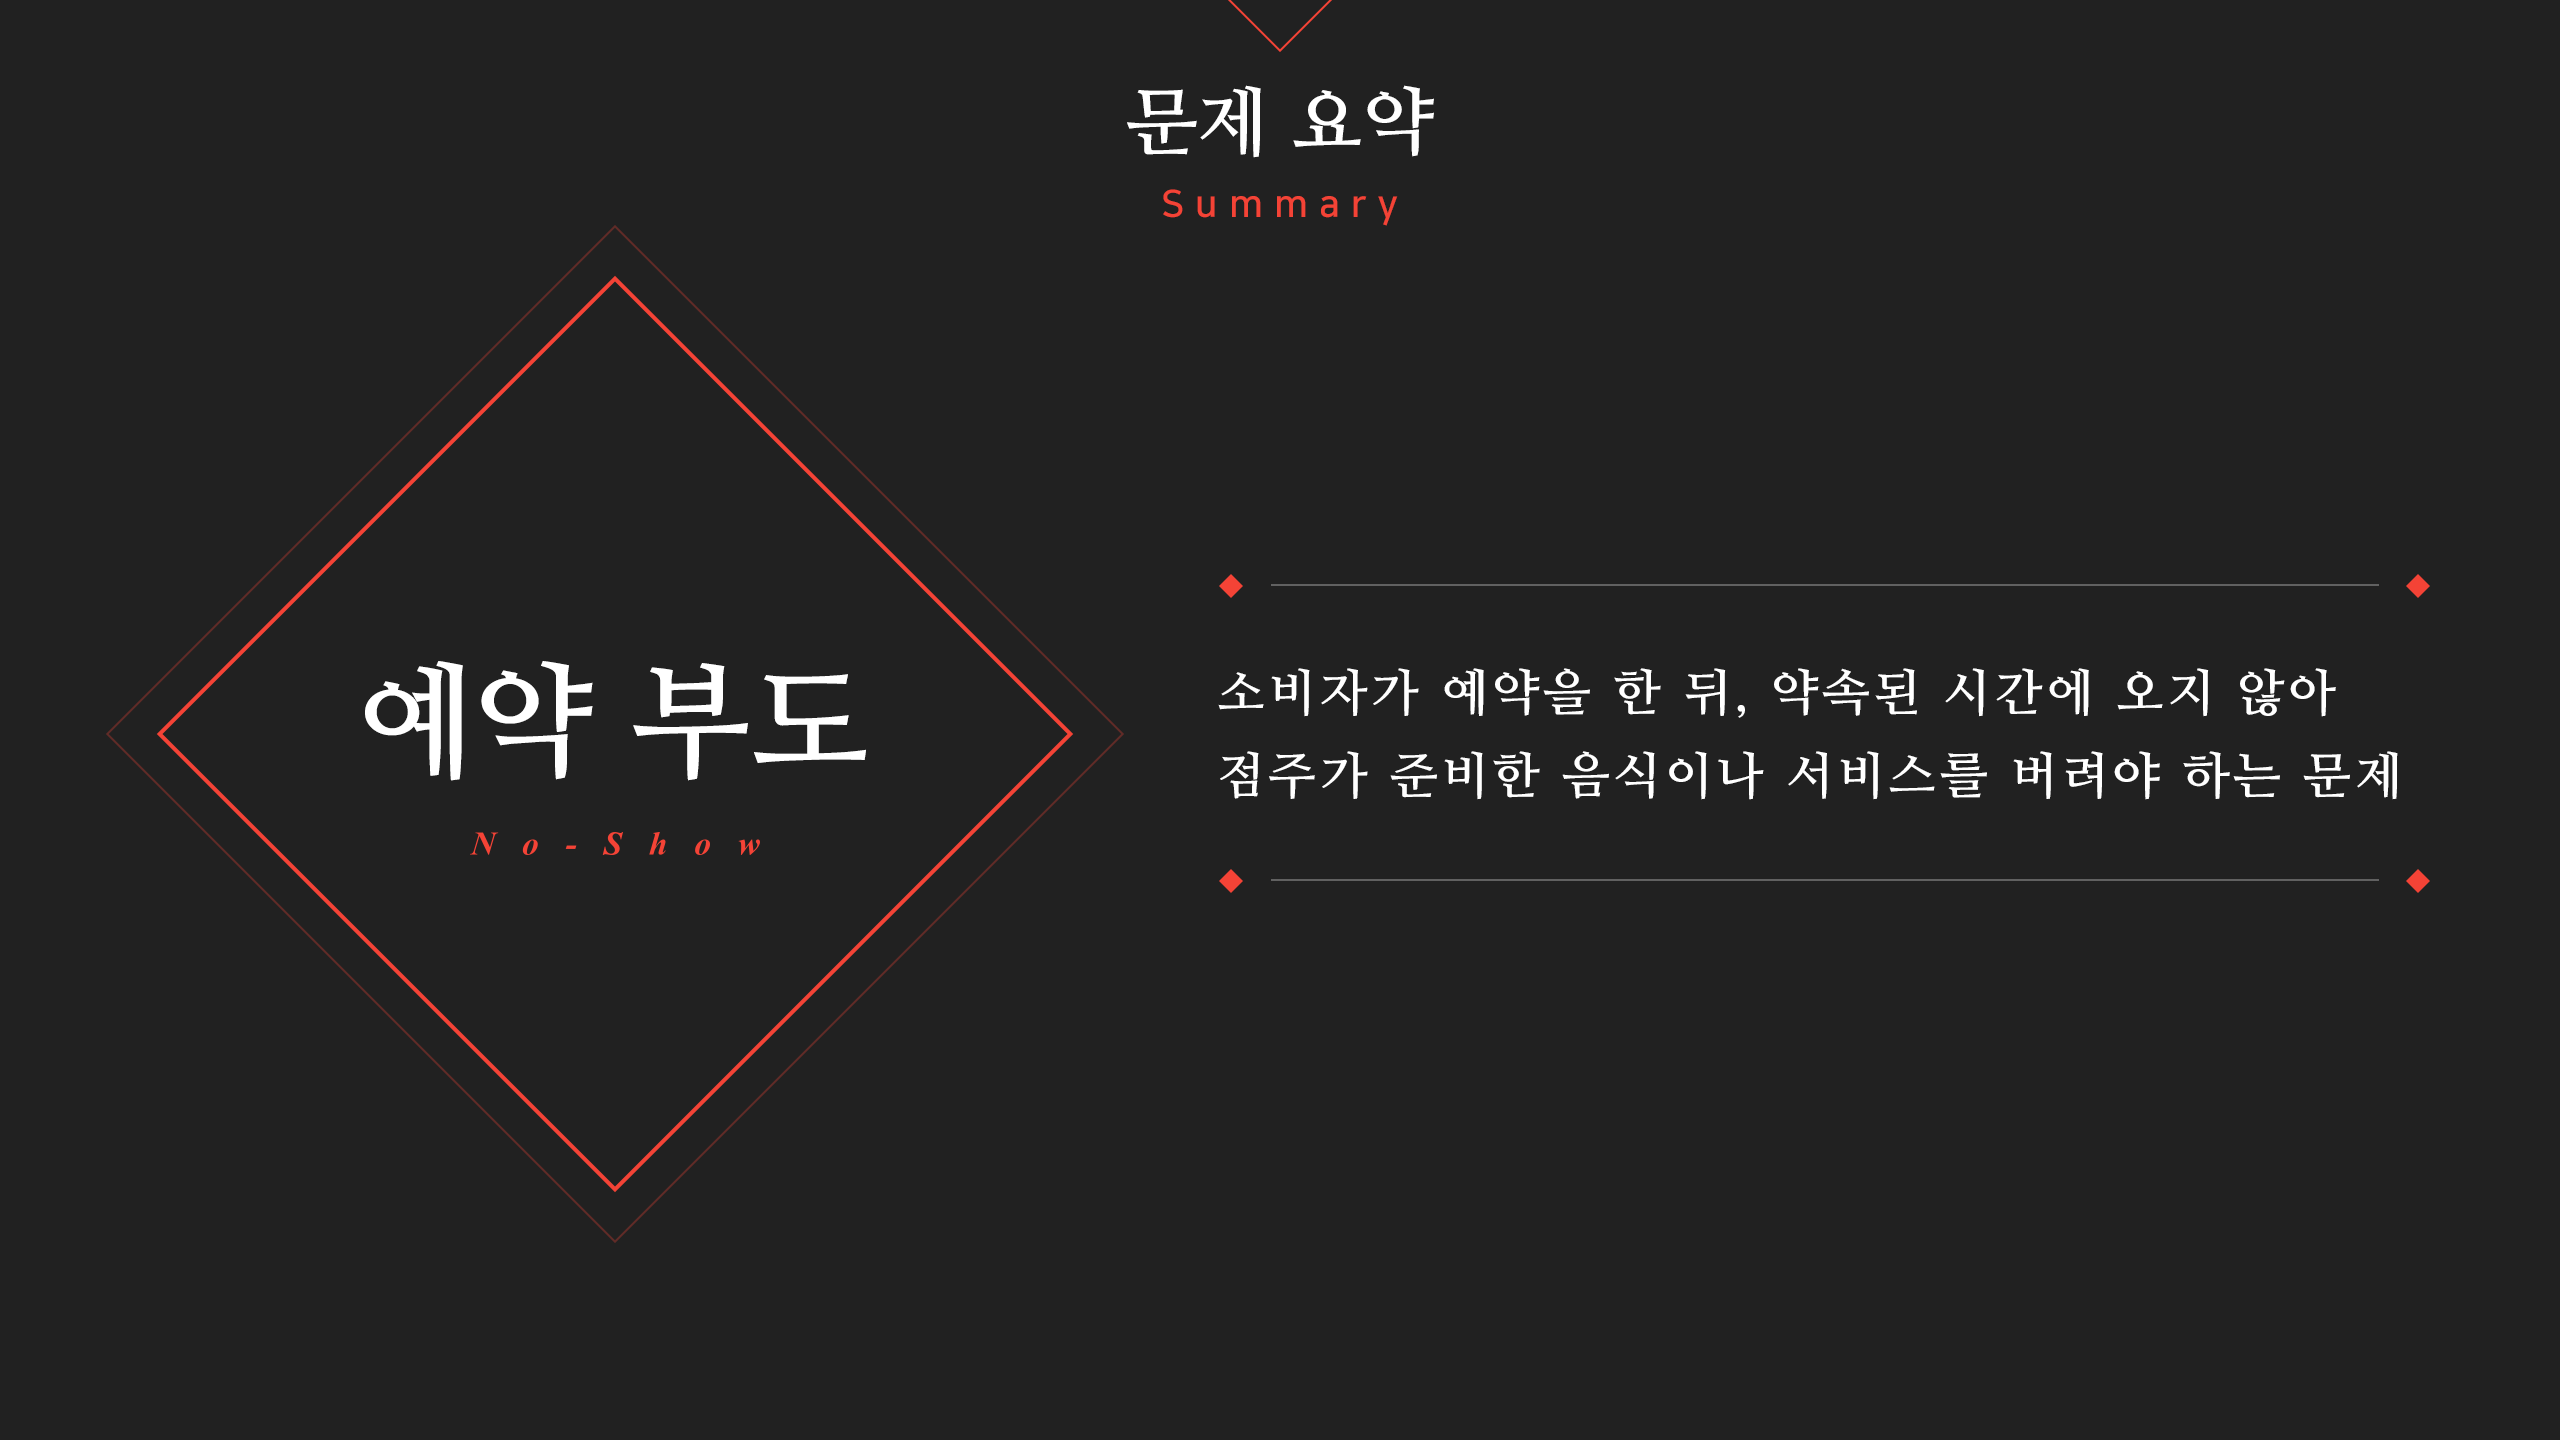 문제 요약
Summary
예약 부도
No-Show
소비자가 예약을 한 뒤, 약속된 시간에 오지 않아
점주가 준비한 음식이나 서비스를 버려야 하는 문제